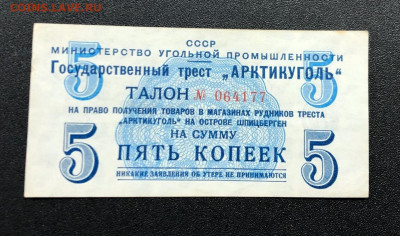 COINS.LAVE.RU
СССР
МИНИСТЕРСТВО УГОЛЬНОЙ ПРОМЫШЛЕННОСТИ
Государственный трест „АРКТИКУГОЛЬ“
5 5
ТАЛОН № 064177
НА ПРАВО ПОЛУЧЕНИЯ ТОВАРОВ В МАГАЗИНАХ РУДНИКОВ ТРЕСТА
„АРКТИКУГОЛЬ“ НА ОСТРОВЕ ШПИЦБЕРГЕН
НА СУММУ
5 ПЯТЬ КОПЕЕК 5
НИКАКИЕ ЗАЯВЛЕНИЯ ОБ УТЕРЕ НЕ ПРИНИМАЮТСЯ